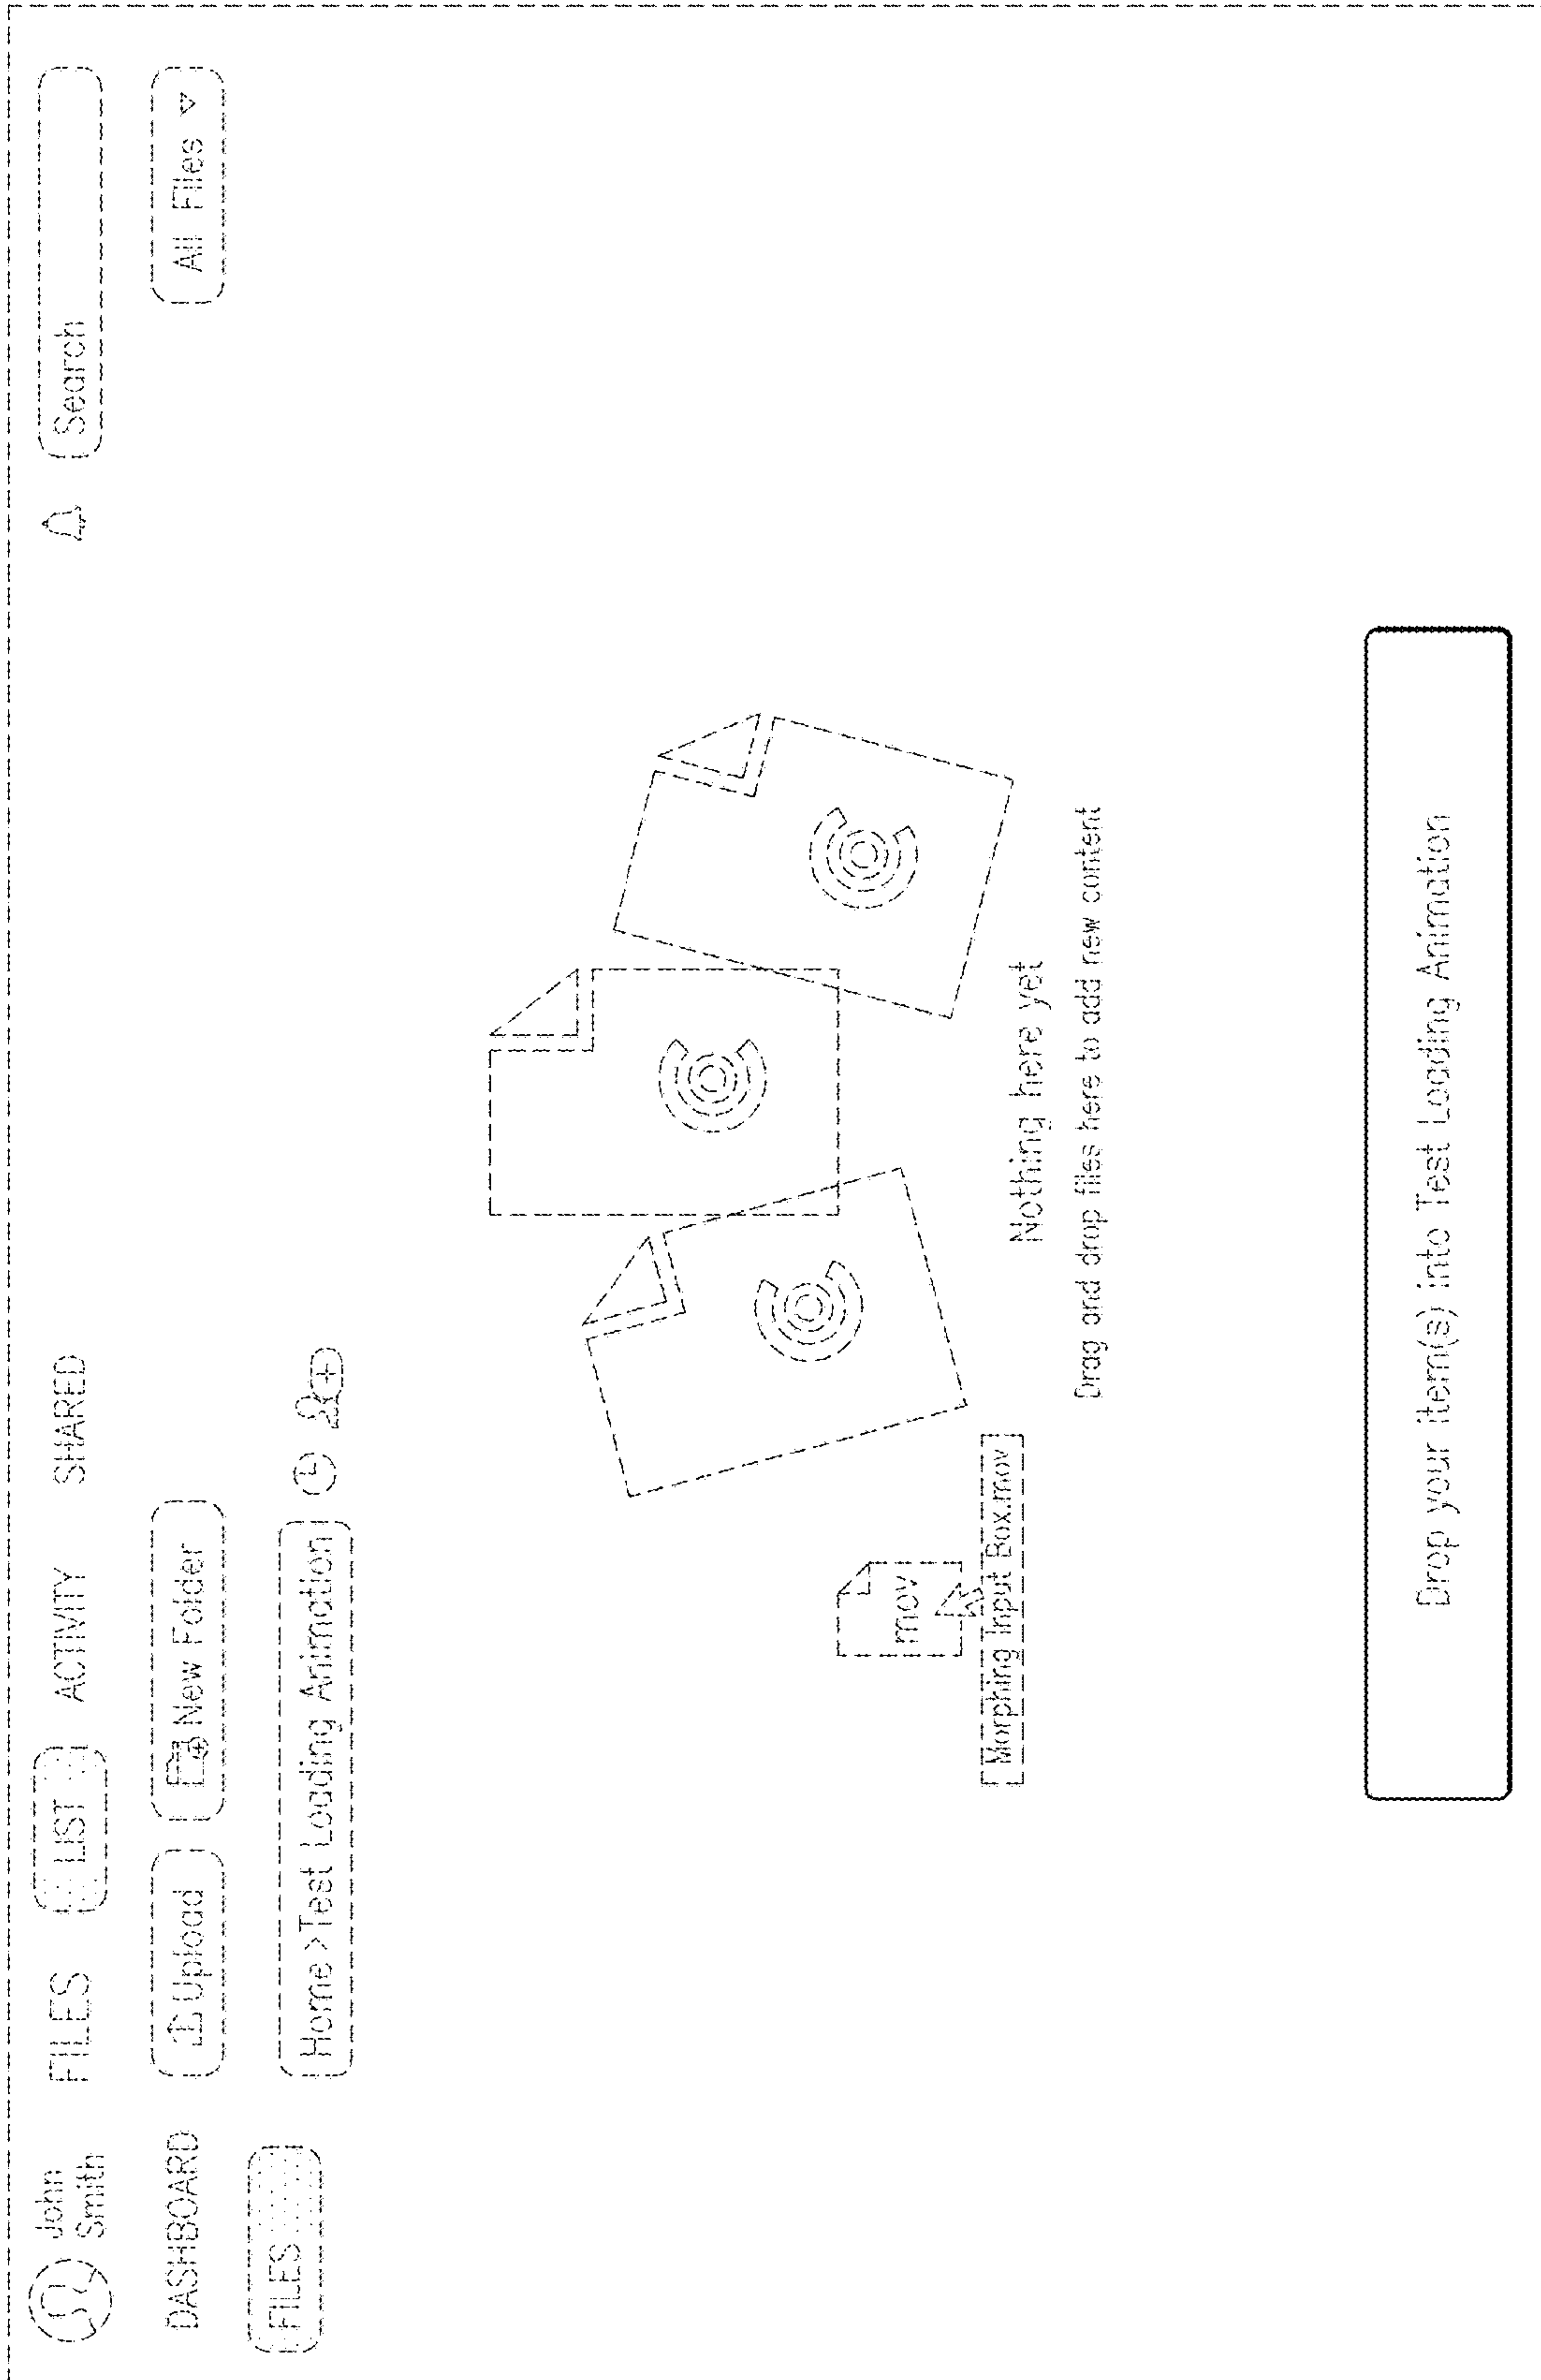 John
Smith
FILES
LIST
ACTIVITY
SHARED
Search
DASHBOARD
Upload
New Folder
All Files
FILES
Home>Test Loading Animation
mov
Morphing Input Box.mov
Nothing here yet
Drag and drop files here to add new content
Drop your item(s) into Test Loading Animation